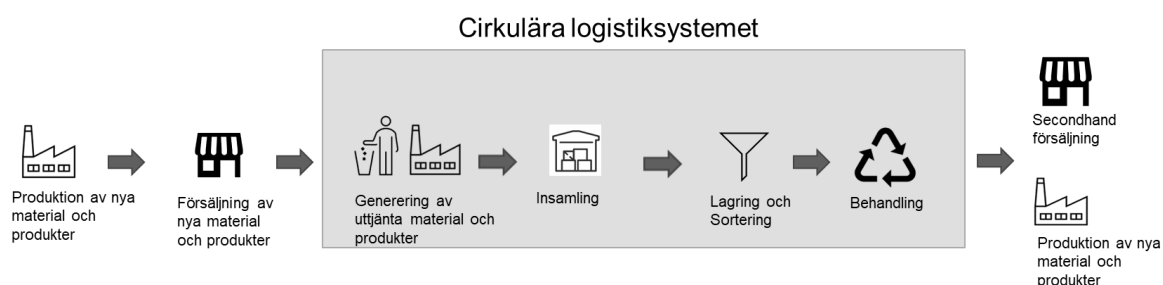 Cirkulära logistiksystemet
Produktion av nya
material och
produkter
Försäljning av
nya material
och produkter
Generering av
uttjänta material och
produkter
Insamling
Lagring och
Sortering
Behandling
Secondhand
försäljning
Produktion av nya
material och
produkter